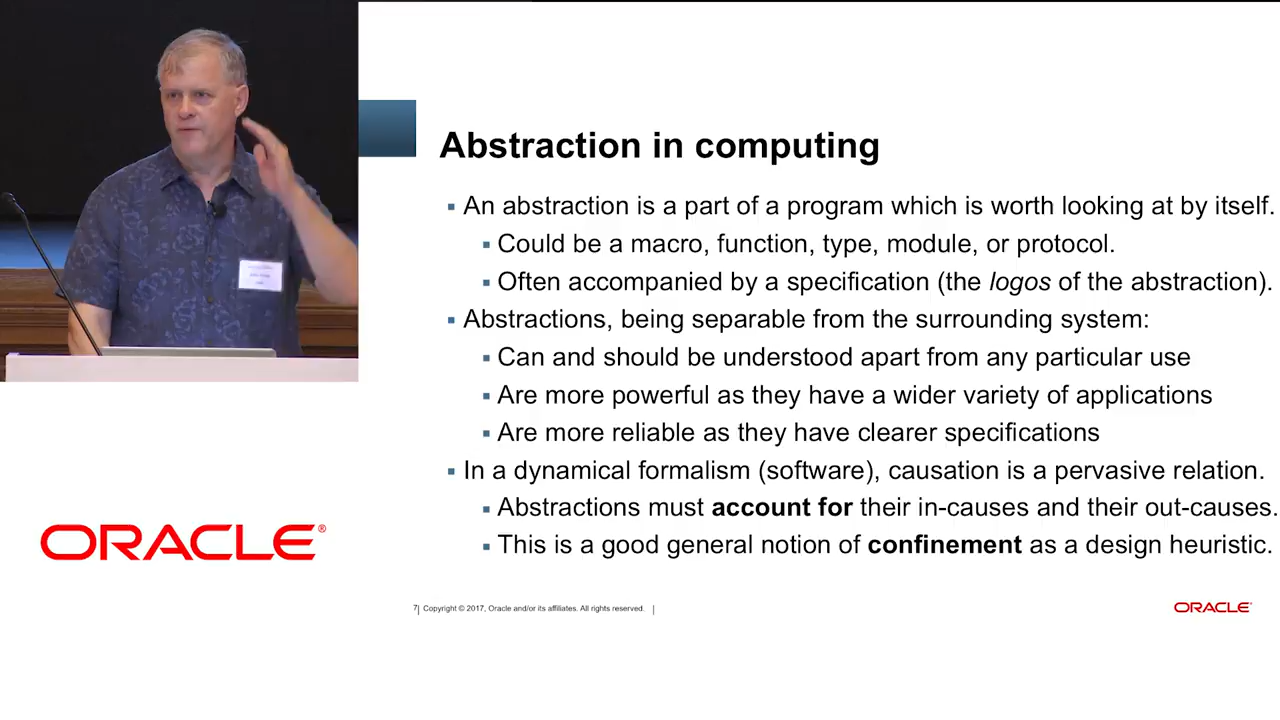 Abstraction in computing
▪ An abstraction is a part of a program which is worth looking at by itself.
▪ Could be a macro, function, type, module, or protocol.
▪ Often accompanied by a specification (the logos of the abstraction).
▪ Abstractions, being separable from the surrounding system:
▪ Can and should be understood apart from any particular use
▪ Are more powerful as they have a wider variety of applications
▪ Are more reliable as they have clearer specifications
▪ In a dynamical formalism (software), causation is a pervasive relation.
▪ Abstractions must account for their in-causes and their out-causes.
▪ This is a good general notion of confinement as a design heuristic.
ORACLE®
7| Copyright © 2017, Oracle and/or its affiliates. All rights reserved. |
ORACLE®